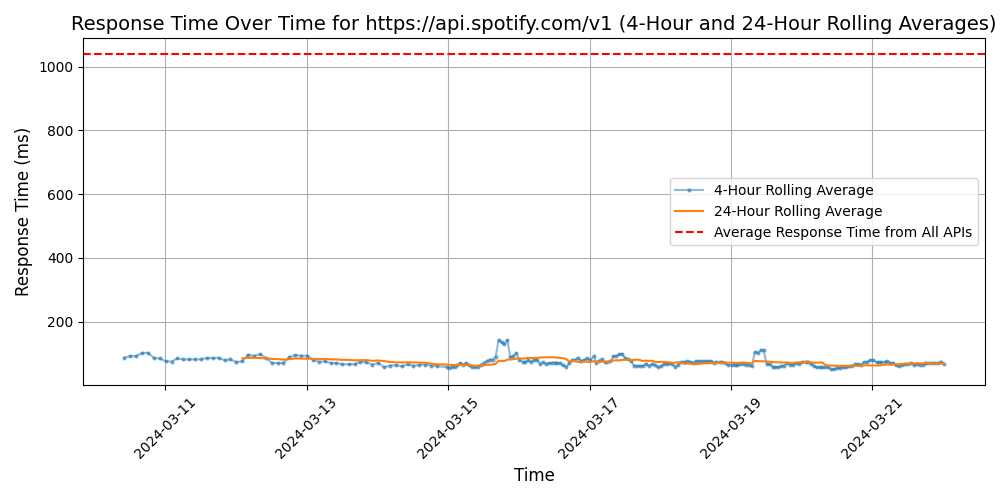 Response Time Over Time for https://api.spotify.com/v1 (4-Hour and 24-Hour Rolling Averages)
Response Time (ms)
1000
800
600
400
200
4-Hour Rolling Average
24-Hour Rolling Average
Average Response Time from All APIs
2024-03-11
2024-03-13
2024-03-15
2024-03-17
2024-03-19
2024-03-21
Time